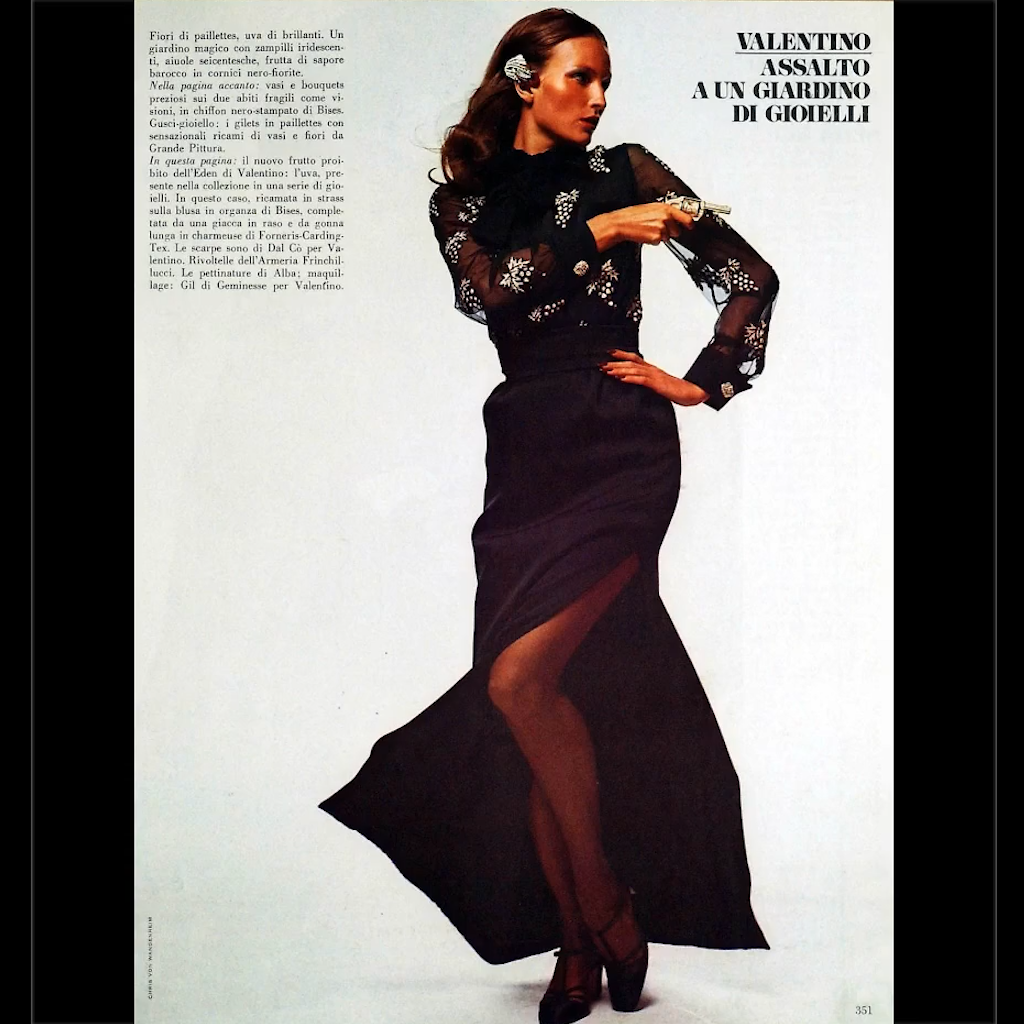 Fiori di paillettes, uva di brillanti. Un
giardino magico con zampilli iridescen-
ti, aiuole seicentesche, frutta di sapore
barocco in cornici nero-fiorite.
Nella pagina accanto: vasi e bouquets
preziosi sui due abiti fragili come vi-
sioni, in chiffon nero-stampato di Bises.
Gusci-gioiello: i gilets in paillettes con
sensazionali ricami di vasi e fiori da
Grande Pittura.
In questa pagina: il nuovo frutto proi-
bito dell'Eden di Valentino: l'uva, pre-
sente nella collezione in una serie di gio-
ielli. In questo caso, ricamata in strass
sulla blusa in organza di Bises, comple-
tata da una giacca in raso e da gonna
lunga in charmeuse di Forneris-Carding-
Tex. Le scarpe sono di Dal Cò per Va-
lentino. Rivoltelle dell'Armeria Frinchil-
lucci. Le pettinature di Alba; maquil-
lage: Gil di Geminesse per Valentino.
VALENTINO
ASSALTO
A UN GIARDINO
DI GIOIELLI
CHRIS VON WANGENHEIM
351